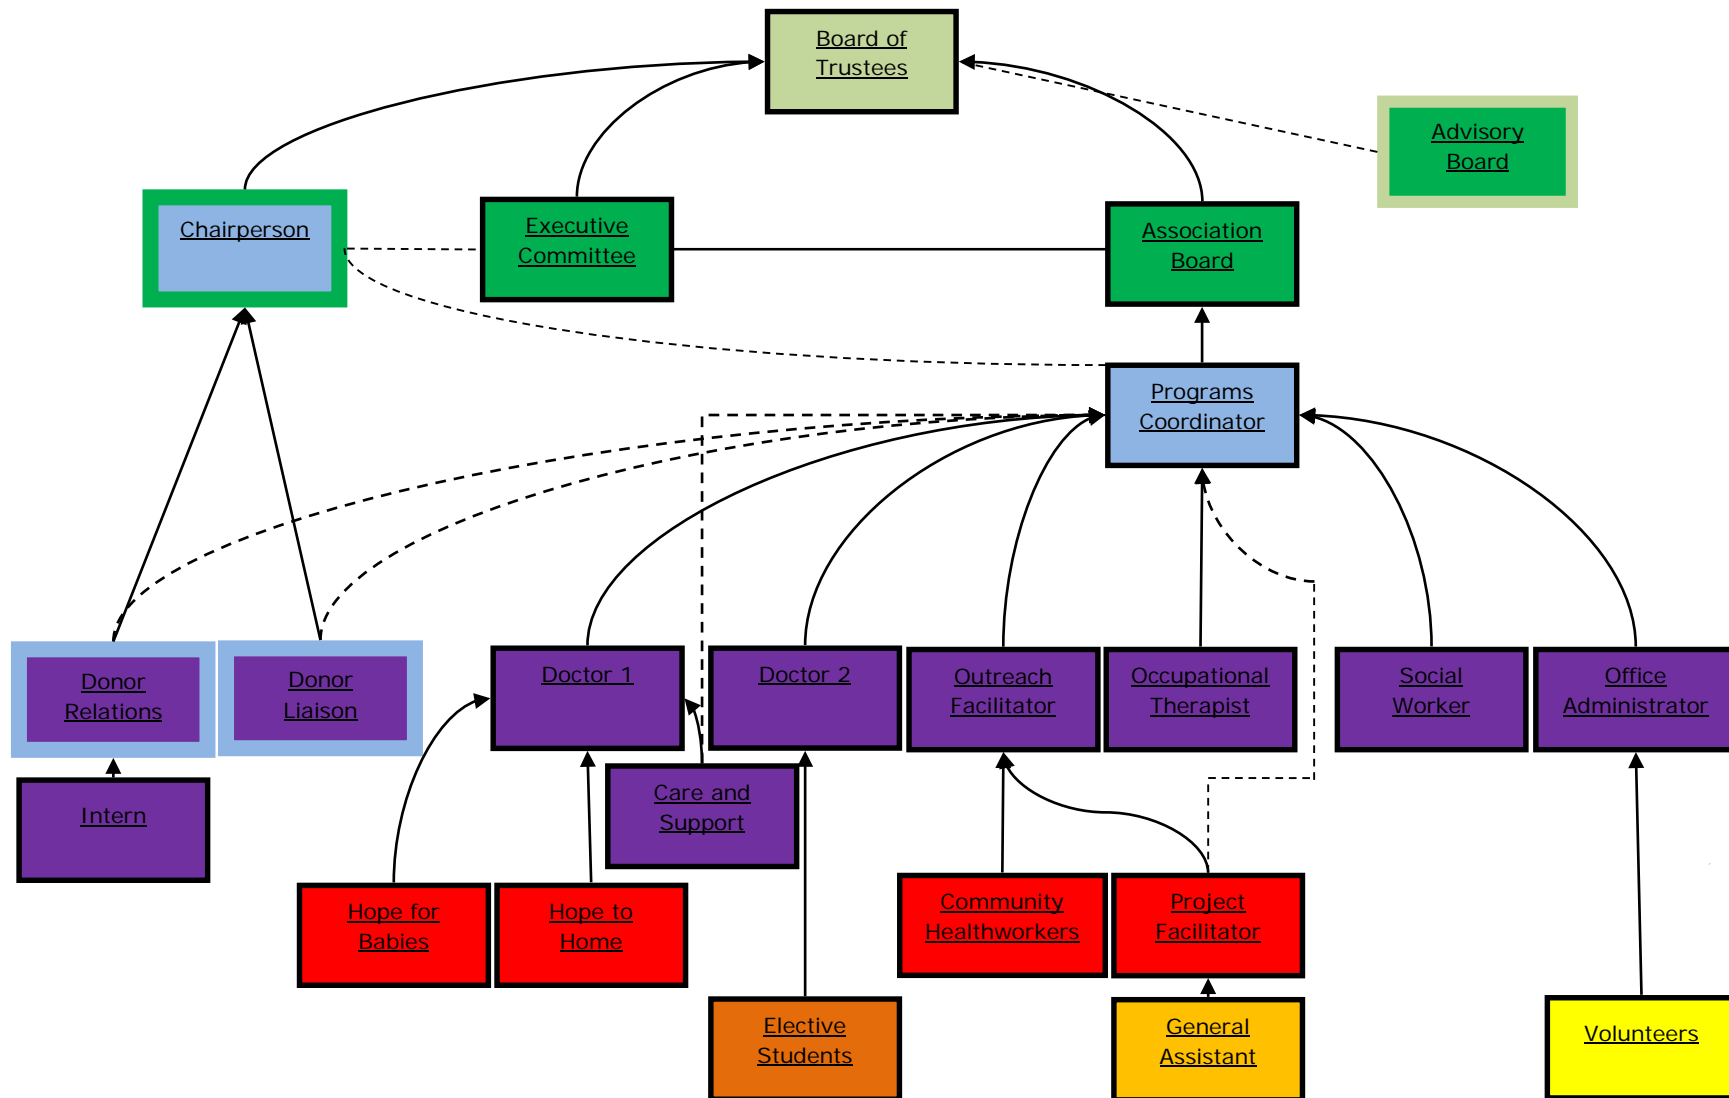 Board of
Trustees
Advisory
Board
Chairperson
Executive
Committee
Association
Board
Programs
Coordinator
Donor
Relations
Donor
Liaison
Doctor 1
Doctor 2
Outreach
Facilitator
Occupational
Therapist
Social
Worker
Office
Administrator
Intern
Care and
Support
Hope for
Babies
Hope to
Home
Community
Healthworkers
Project
Facilitator
Elective
Students
General
Assistant
Volunteers